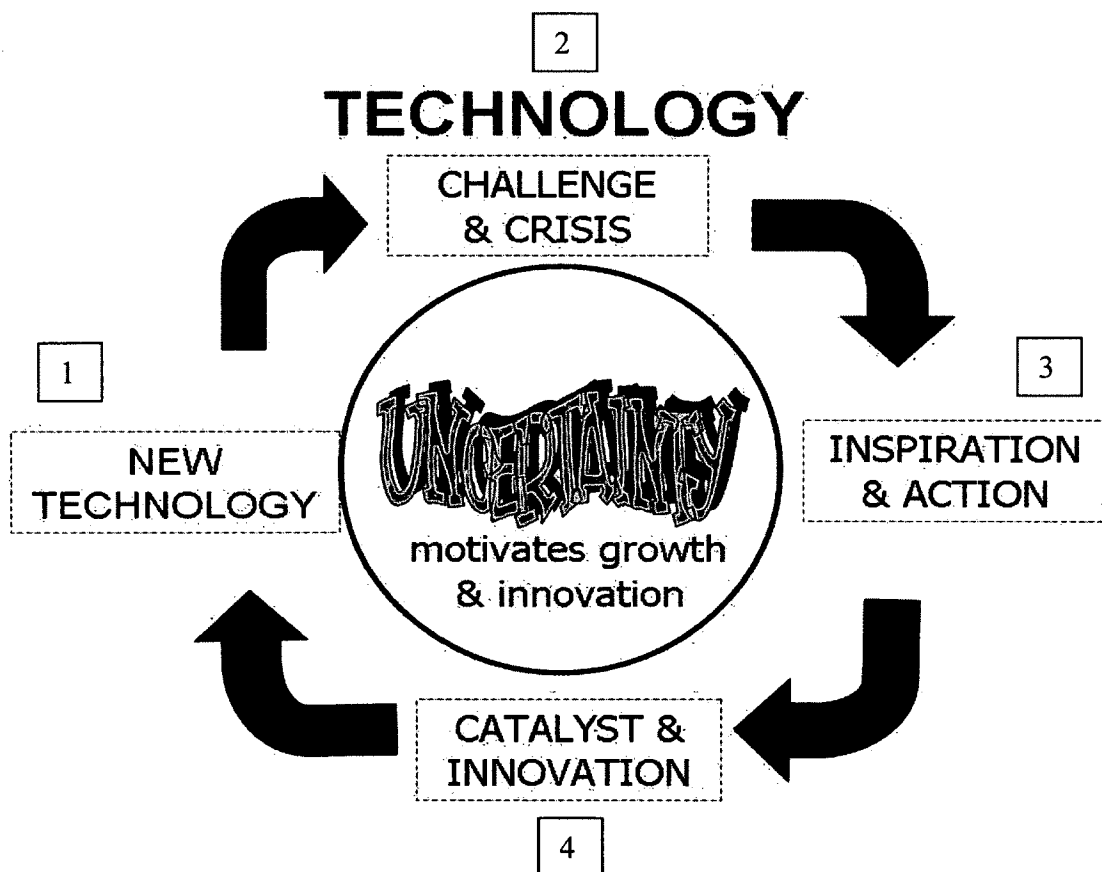 2
TECHNOLOGY
CHALLENGE
& CRISIS
1
NEW
TECHNOLOGY
3
INSPIRATION
& ACTION
UNCERTAINTY
motivates growth
& innovation
CATALYST &
INNOVATION
4